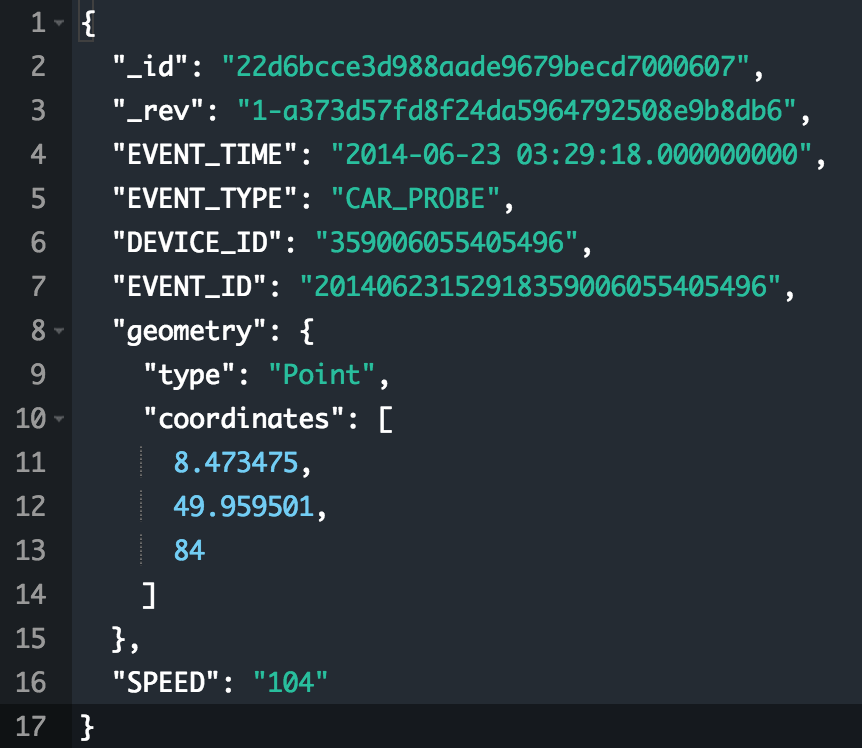 1 {
2 "_id": "22d6bcce3d988aade9679becd7000607",
3 "_rev": "1-a373d57fd8f24da5964792508e9b8db6",
4 "EVENT_TIME": "2014-06-23 03:29:18.000000000",
5 "EVENT_TYPE": "CAR_PROBE",
6 "DEVICE_ID": "359006055405496",
7 "EVENT_ID": "20140623152918359006055405496",
8 "geometry": {
9 "type": "Point",
10 "coordinates": [
11 8.473475,
12 49.959501,
13 84
14 ]
15 },
16 "SPEED": "104"
17 }